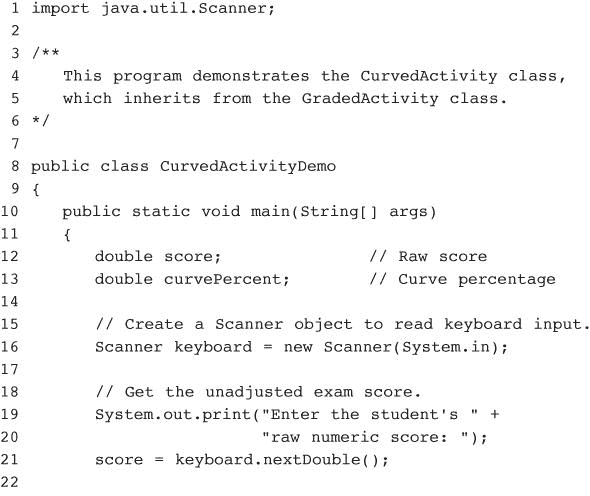 1 import java.util.Scanner;
2
3 /**
4    This program demonstrates the CurvedActivity class,
5    which inherits from the GradedActivity class.
6 */
7
8 public class CurvedActivityDemo
9 {
10    public static void main(String[] args)
11    {
12       double score;              // Raw score
13       double curvePercent;       // Curve percentage
14
15       // Create a Scanner object to read keyboard input.
16       Scanner keyboard = new Scanner(System.in);
17
18       // Get the unadjusted exam score.
19       System.out.print("Enter the student's " +
20                        "raw numeric score: ");
21       score = keyboard.nextDouble();
22